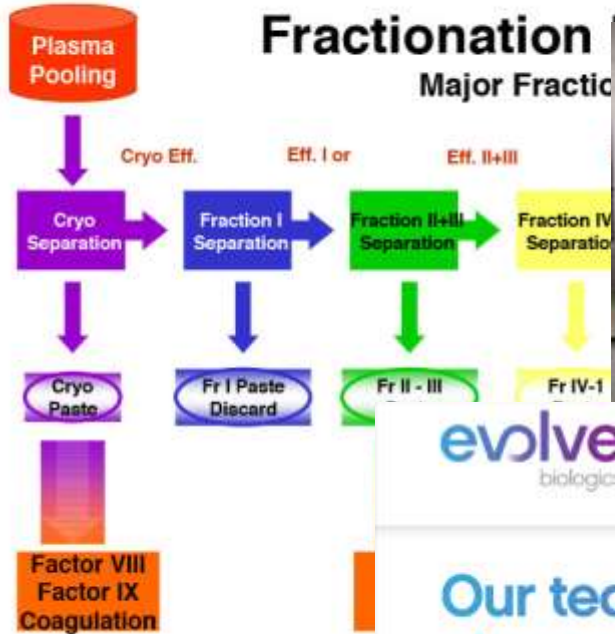 Plasma
Pooling
Fractionation
Major Fractio
Cryo Eff.
Eff. I or
Eff. II+III
Cryo
Separation
Fraction I
Separation
Fraction II+III
Separation
Fraction IV
Separatio
Cryo
Paste
Fr I Paste
Discard
Fr II - III
Fr IV-1
evolve
biologic
Factor VIII
Factor IX
Coagulation
Our tec